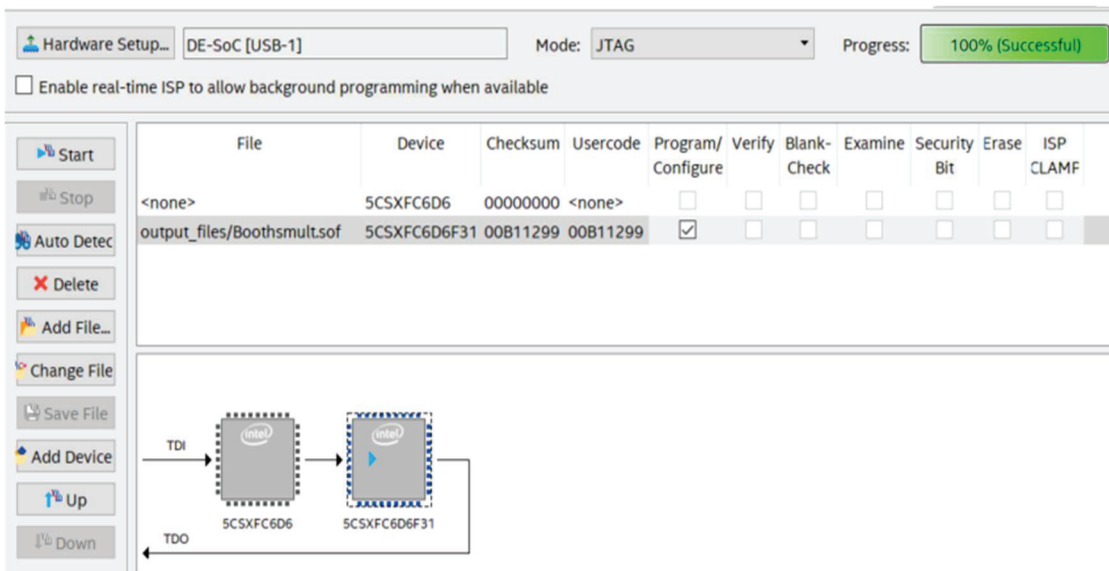 Hardware Setup... DE-SoC [USB-1] Mode: JTAG Progress: 100% (Successful)
Enable real-time ISP to allow background programming when available
Start
Stop
Auto Detec
Delete
Add File...
Change File
Save File
Add Device
Up
Down
File Device Checksum Usercode Program/ Verify Blank- Examine Security Erase ISP
Configure Check Bit CLAMF
<none> 5CSXFC6D6 00000000 <none>
output_files/Boothsmult.sof 5CSXFC6D6F31 00B11299 00B11299
intel intel
TDI
5CSXFC6D6 5CSXFC6D6F31
TDO